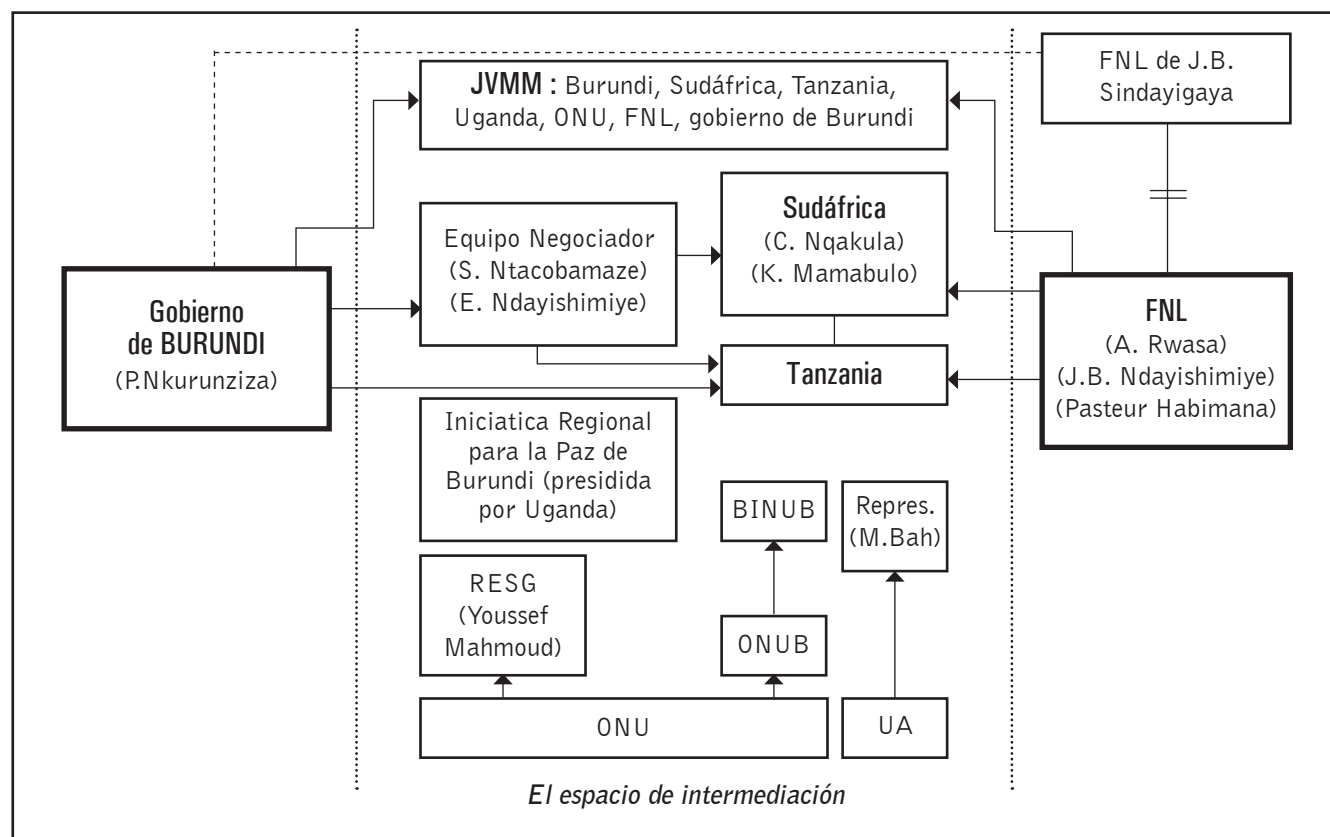 FNL de J.B.
Sindayigaya
JVMM : Burundi, Sudáfrica, Tanzania,
Uganda, ONU, FNL, gobierno de Burundi
Equipo Negociador
(S. Ntacobamaze)
(E. Ndayishimiye)
Sudáfrica
(C. Nqakula)
(K. Mamabulo)
Gobierno
de BURUNDI
(P.Nkurunziza)
FNL
(A. Rwasa)
(J.B. Ndayishimiye)
(Pasteur Habimana)
Tanzania
Iniciatica Regional
para la Paz de
Burundi (presidida
por Uganda)
BINUB
Repres.
(M.Bah)
RESG
(Youssef
Mahmoud)
ONUB
ONU
UA
El espacio de intermediación